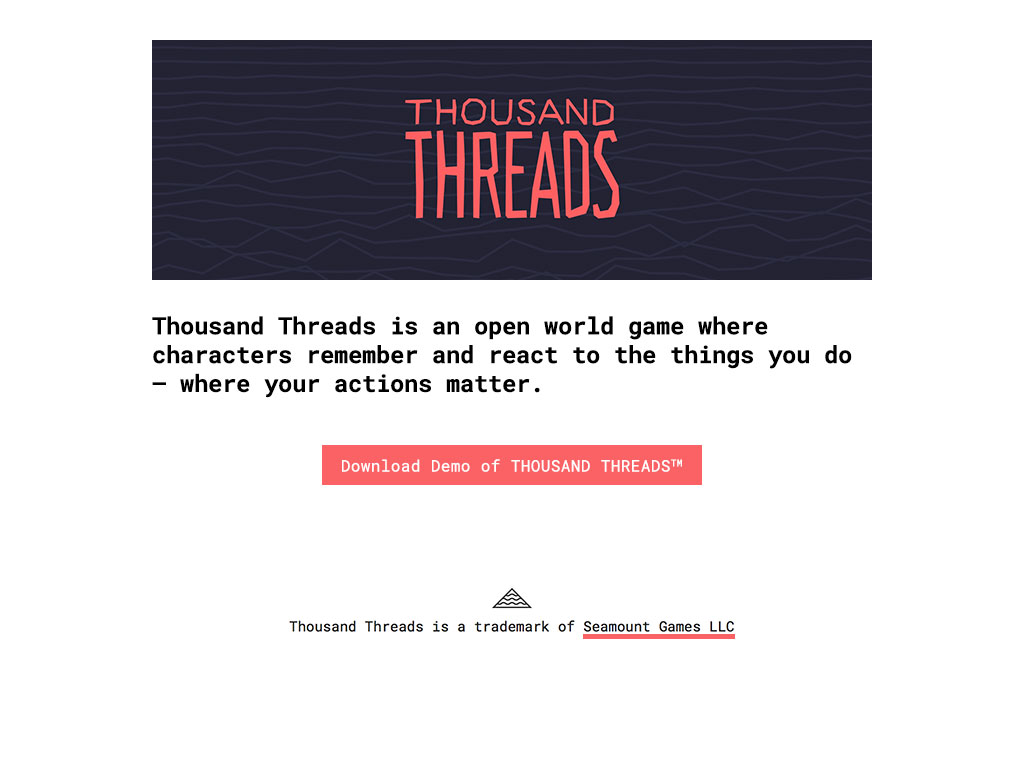 THOUSAND
THREADS
Thousand Threads is an open world game where
characters remember and react to the things you do
— where your actions matter.
Download Demo of THOUSAND THREADS™
Thousand Threads is a trademark of Seamount Games LLC